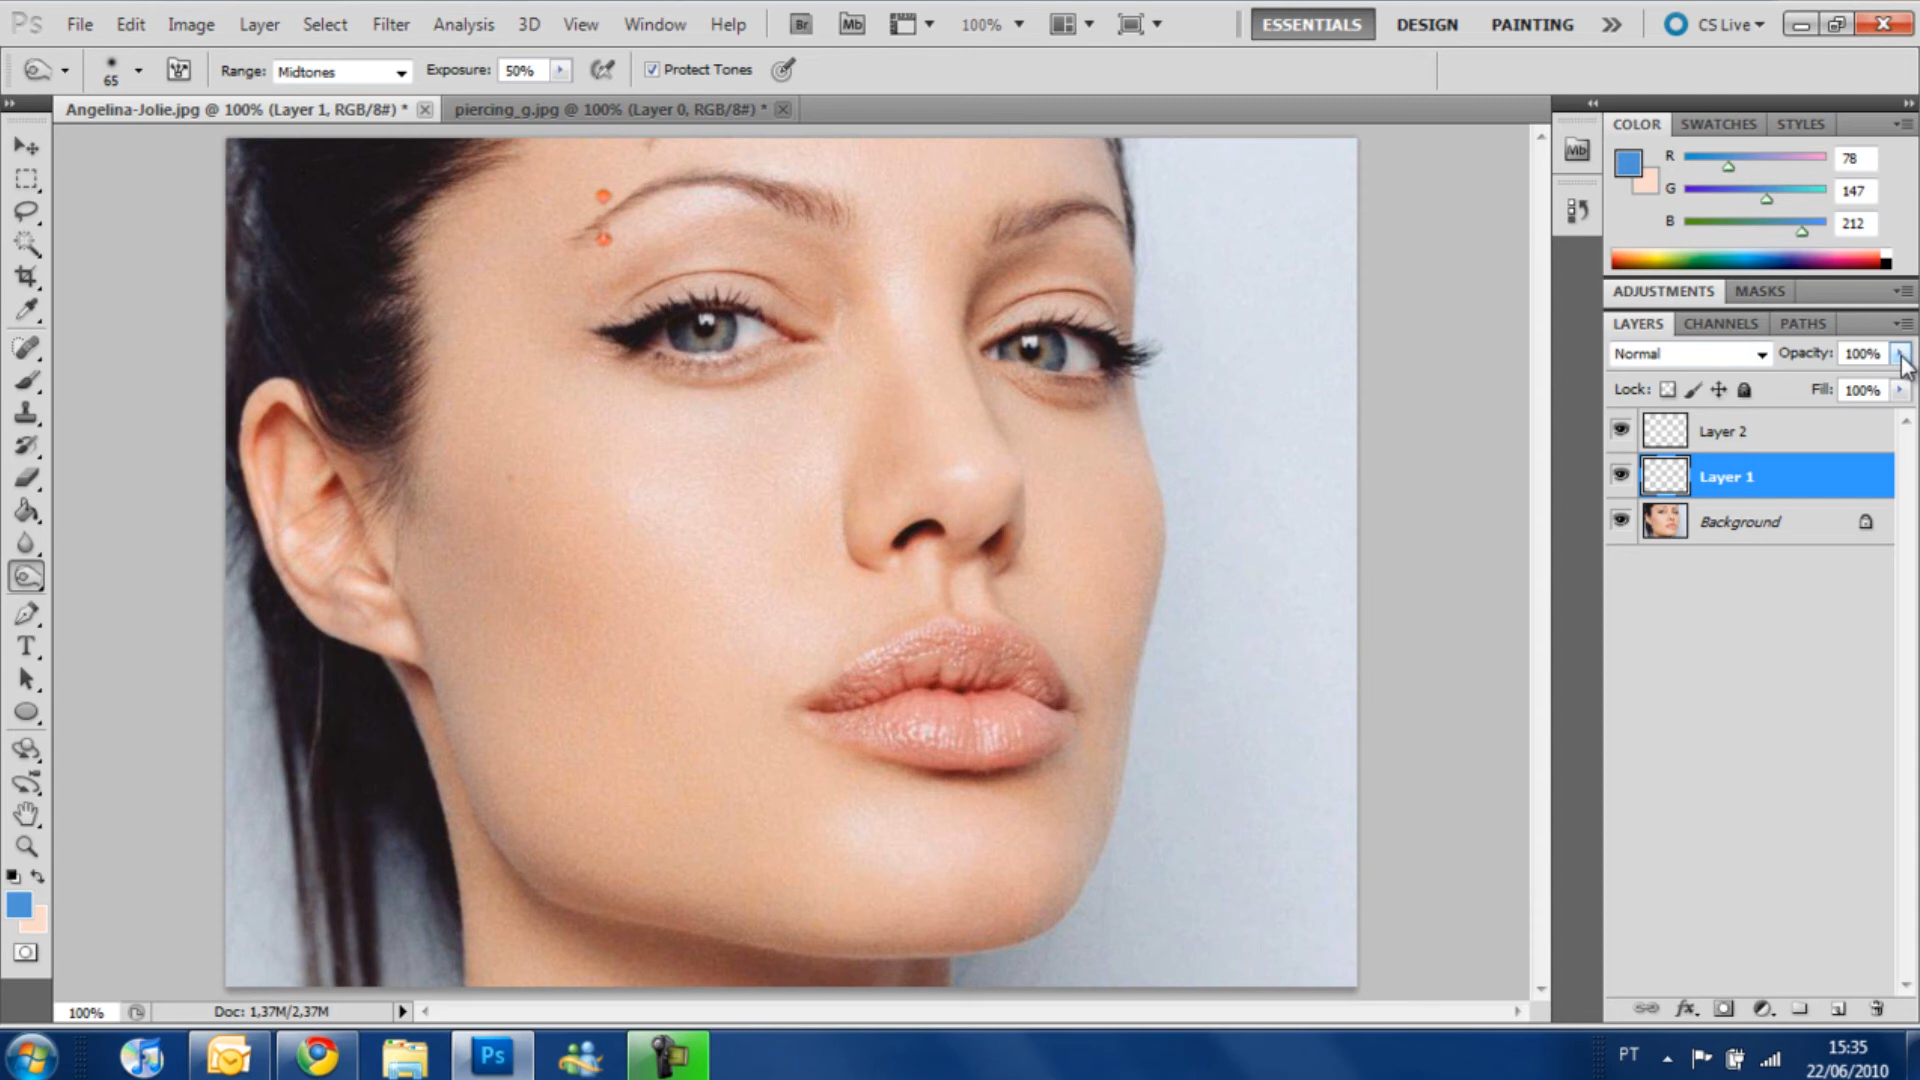 Ps File Edit Image Layer Select Filter Analysis 3D View Window Help Br Mb 100% ESSENTIALS DESIGN PAINTING CS Live
65 Range: Midtones Exposure: 50% Protect Tones
Angelina-Jolie.jpg @ 100% (Layer 1, RGB/8#) * piercing_g.jpg @ 100% (Layer 0, RGB/8#) *
Mb
COLOR SWATCHES STYLES
R 78
G 147
B 212
ADJUSTMENTS MASKS
LAYERS CHANNELS PATHS
Normal Opacity: 100%
Lock: Fill: 100%
Layer 2
Layer 1
Background
T
fx
100% Doc: 1,37M/2,37M
Ps PT 15:35
22/06/2010